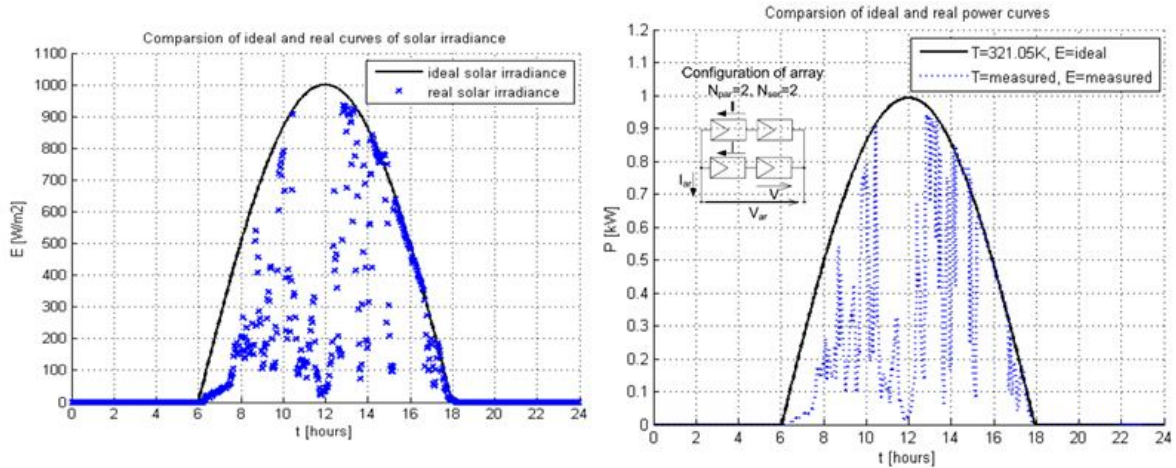 Comparsion of ideal and real curves of solar irradiance
1100
1000
900
800
700
600
500
400
300
200
100
0
E [W/m2]
ideal solar irradiance
real solar irradiance
0 2 4 6 8 10 12 14 16 18 20 22 24
t [hours]
Comparsion of ideal and real power curves
1.2
1.1
1
0.9
0.8
0.7
0.6
0.5
0.4
0.3
0.2
0.1
0
P [kW]
T=321.05K, E=ideal
T=measured, E=measured
Configuration of array:
Npar=2, Nser=2
I
I
Iar
V
Var
0 2 4 6 8 10 12 14 16 18 20 22 24
t [hours]